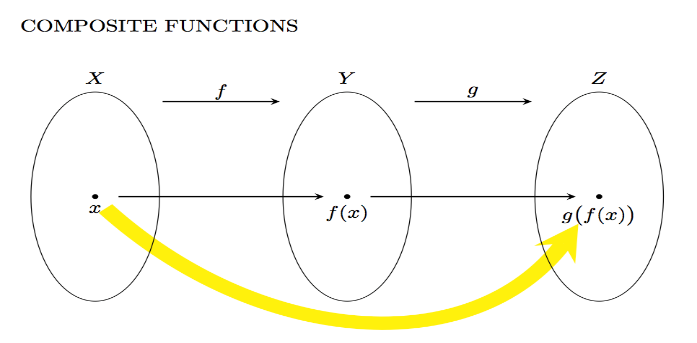 COMPOSITE FUNCTIONS
X f Y g Z
x f(x) g(f(x))